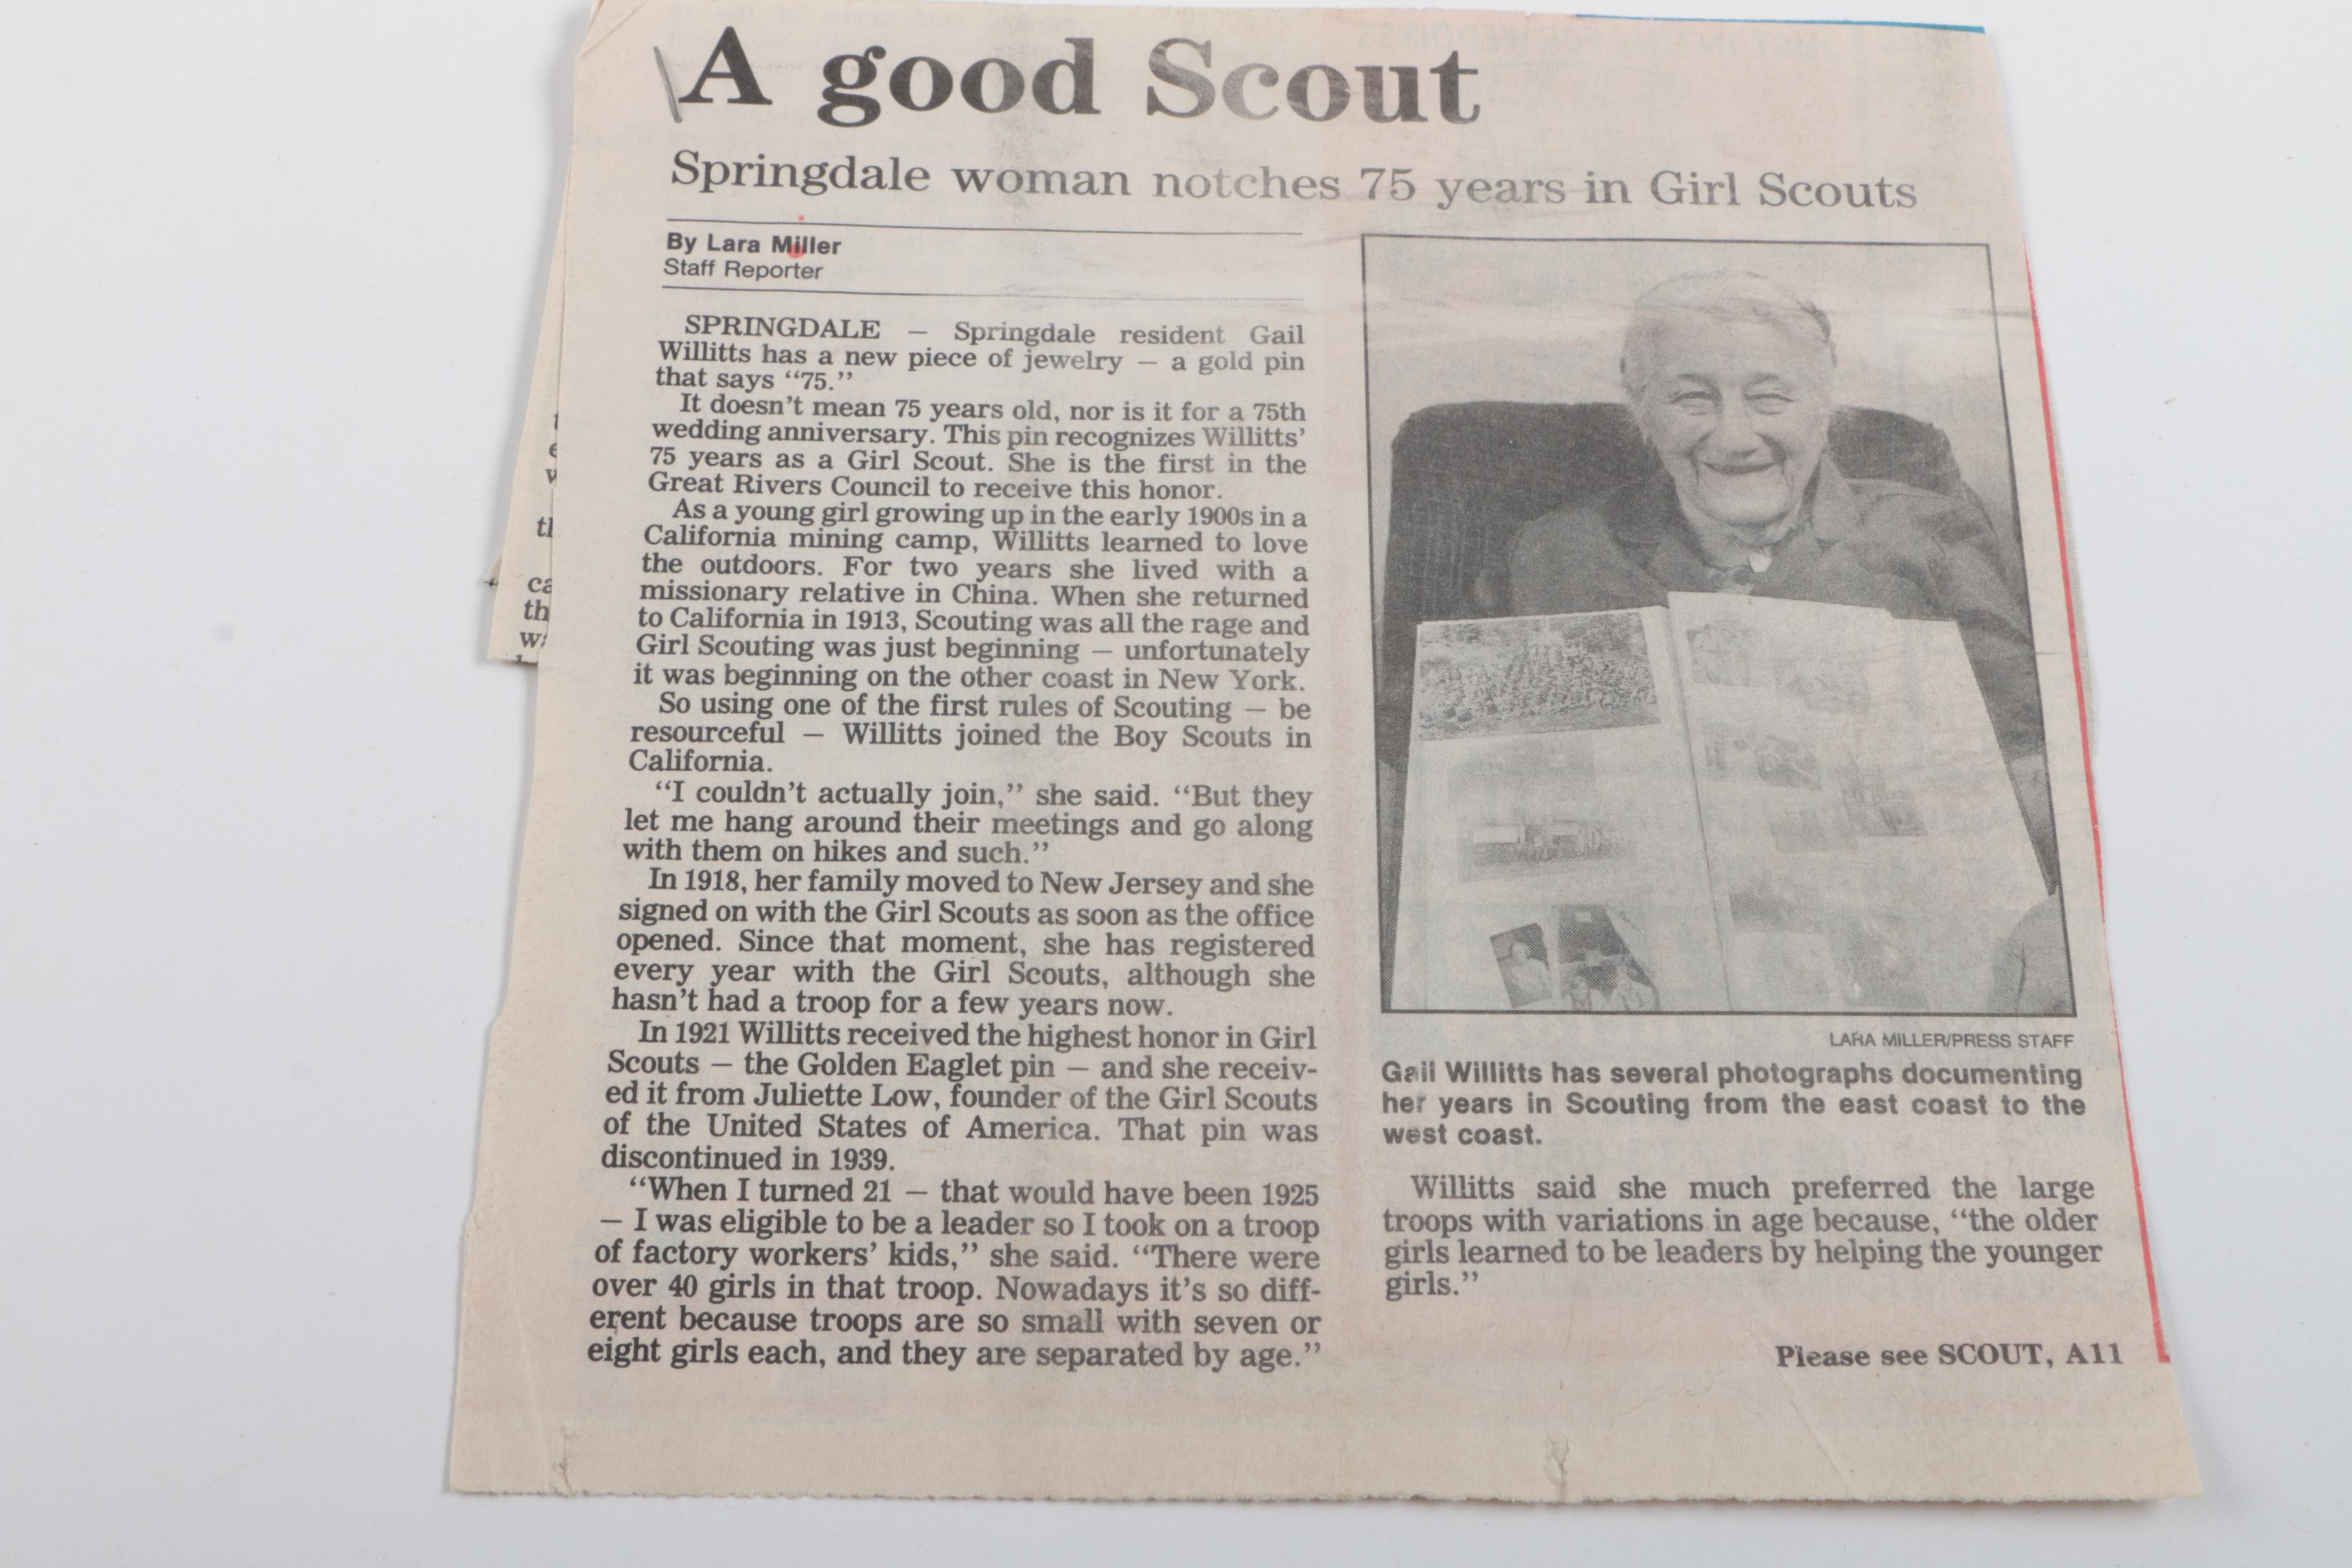 A good Scout
Springdale woman notches 75 years in Girl Scouts
By Lara Miller
Staff Reporter
SPRINGDALE — Springdale resident Gail
Willitts has a new piece of jewelry — a gold pin
that says “75.”
It doesn’t mean 75 years old, nor is it for a 75th
wedding anniversary. This pin recognizes Willitts’
75 years as a Girl Scout. She is the first in the
Great Rivers Council to receive this honor.
As a young girl growing up in the early 1900s in a
California mining camp, Willitts learned to love
the outdoors. For two years she lived with a
missionary relative in China. When she returned
to California in 1913, Scouting was all the rage and
Girl Scouting was just beginning — unfortunately
it was beginning on the other coast in New York.
So using one of the first rules of Scouting — be
resourceful — Willitts joined the Boy Scouts in
California.
“I couldn’t actually join,” she said. “But they
let me hang around their meetings and go along
with them on hikes and such.”
In 1918, her family moved to New Jersey and she
signed on with the Girl Scouts as soon as the office
opened. Since that moment, she has registered
every year with the Girl Scouts, although she
hasn’t had a troop for a few years now.
In 1921 Willitts received the highest honor in Girl
Scouts — the Golden Eaglet pin — and she receiv-
ed it from Juliette Low, founder of the Girl Scouts
of the United States of America. That pin was
discontinued in 1939.
“When I turned 21 — that would have been 1925
— I was eligible to be a leader so I took on a troop
of factory workers’ kids,” she said. “There were
over 40 girls in that troop. Nowadays it’s so diff-
erent because troops are so small with seven or
eight girls each, and they are separated by age.”
LARA MILLER/PRESS STAFF
Gail Willitts has several photographs documenting
her years in Scouting from the east coast to the
west coast.
Willitts said she much preferred the large
troops with variations in age because, “the older
girls learned to be leaders by helping the younger
girls.”
Please see SCOUT, A11